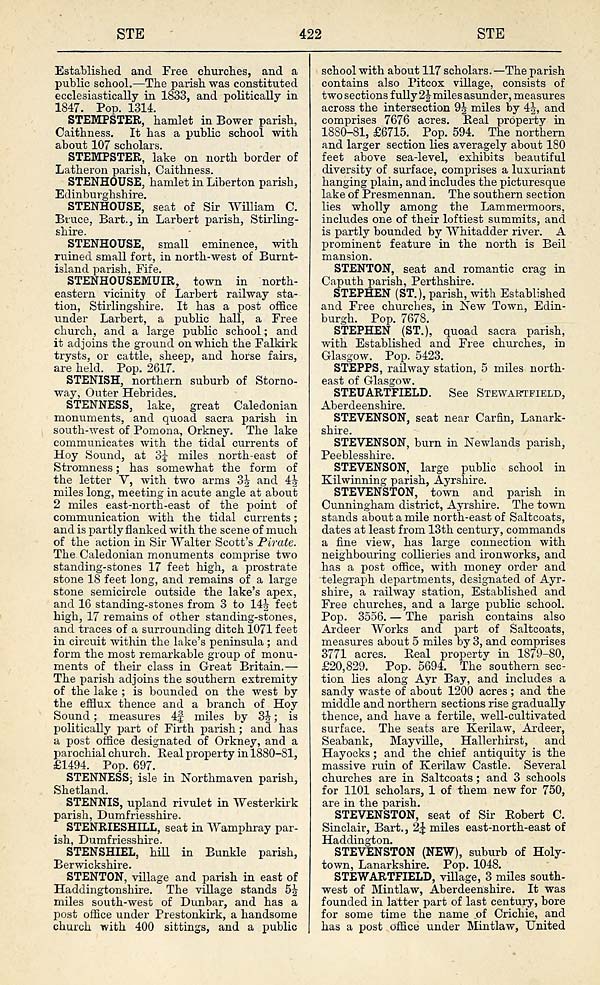 STE 422 STE
Established and Free churches, and a
public school.—The parish was constituted
ecclesiastically in 1833, and politically in
1847. Pop. 1314.
STEMPSTER, hamlet in Bower parish,
Caithness. It has a public school with
about 107 scholars.
STEMPSTER, lake on north border of
Latheron parish, Caithness.
STENHOUSE, hamlet in Liberton parish,
Edinburghshire.
STENHOUSE, seat of Sir William C.
Bruce, Bart., in Larbert parish, Stirling-
shire.
STENHOUSE, small eminence, with
ruined small fort, in north-west of Burnt-
island parish, Fife.
STENHOUSEMUIR, town in north-
eastern vicinity of Larbert railway sta-
tion, Stirlingshire. It has a post office
under Larbert, a public hall, a Free
church, and a large public school; and
it adjoins the ground on which the Falkirk
trysts, or cattle, sheep, and horse fairs,
are held. Pop. 2617.
STENISH, northern suburb of Storno-
way, Outer Hebrides.
STENNESS, lake, great Caledonian
monuments, and quoad sacra parish in
south-west of Pomona, Orkney. The lake
communicates with the tidal currents of
Hoy Sound, at 3¼ miles north-east of
Stromness; has somewhat the form of
the letter V, with two arms 3½ and 4½
miles long, meeting in acute angle at about
2 miles east-north-east of the point of
communication with the tidal currents;
and is partly flanked with the scene of much
of the action in Sir Walter Scott's Pirate.
The Caledonian monuments comprise two
standing-stones 17 feet high, a prostrate
stone 18 feet long, and remains of a large
stone semicircle outside the lake's apex,
and 16 standing-stones from 3 to 14½ feet
high, 17 remains of other standing-stones,
and traces of a surrounding ditch 1071 feet
in circuit within the lake's peninsula; and
form the most remarkable group of monu-
ments of their class in Great Britain.—
The parish adjoins the southern extremity
of the lake; is bounded on the west by
the efflux thence and a branch of Hoy
Sound; measures 4¾ miles by 3½; is
politically part of Firth parish; and has
a post office designated of Orkney, and a
parochial church. Real property in 1880-81,
£1494. Pop. 697.
STENNESS, isle in Northmaven parish,
Shetland.
STENNIS, upland rivulet in Westerkirk
parish, Dumfriesshire.
STENRIESHILL, seat in Wamphray par-
ish, Dumfriesshire.
STENSHIEL, hill in Bunkle parish,
Berwickshire.
STENTON, village and parish in east of
Haddingtonshire. The village stands 5½
miles south-west of Dunbar, and has a
post office under Prestonkirk, a handsome
church with 400 sittings, and a public
school with about 117 scholars.—The parish
contains also Pitcox village, consists of
two sections fully 2½ miles asunder, measures
across the intersection 9½ miles by 4½, and
comprises 7676 acres. Real property in
1880-81, £6715. Pop. 594. The northern
and larger section lies averagely about 180
feet above sea-level, exhibits beautiful
diversity of surface, comprises a luxuriant
hanging plain, and includes the picturesque
lake of Presmennan. The southern section
lies wholly among the Lammermoors,
includes one of their loftiest summits, and
is partly bounded by Whitadder river. A
prominent feature in the north is Beil
mansion.
STENTON, seat and romantic crag in
Caputh parish, Perthshire.
STEPHEN (ST.), parish, with Established
and Free churches, in New Town, Edin-
burgh. Pop. 7678.
STEPHEN (ST.), quoad sacra parish,
with Established and Free churches, in
Glasgow. Pop. 5423.
STEPPS, railway station, 5 miles north-
east of Glasgow.
STEUARTFIELD. See STEWARTFIELD,
Aberdeenshire.
STEVENSON, seat near Carfin, Lanark-
shire.
STEVENSON, burn in Newlands parish,
Peeblesshire.
STEVENSON, large public school in
Kilwinning parish, Ayrshire.
STEVENSTON, town and parish in
Cunningham district, Ayrshire. The town
stands about a mile north-east of Saltcoats,
dates at least from 13th century, commands
a fine view, has large connection with
neighbouring collieries and ironworks, and
has a post office, with money order and
telegraph departments, designated of Ayr-
shire, a railway station, Established and
Free churches, and a large public school.
Pop. 3556.—The parish contains also
Ardeer Works and part of Saltcoats,
measures about 5 miles by 3, and comprises
3771 acres. Real property in 1879-80,
£20,829. Pop. 5694. The southern sec-
tion lies along Ayr Bay, and includes a
sandy waste of about 1200 acres; and the
middle and northern sections rise gradually
thence, and have a fertile, well-cultivated
surface. The seats are Kerilaw, Ardeer,
Seabank, Mayville, Hallerhirst, and
Hayocks; and the chief antiquity is the
massive ruin of Kerilaw Castle. Several
churches are in Saltcoats; and 3 schools
for 1101 scholars, 1 of them new for 750,
are in the parish.
STEVENSTON, seat of Sir Robert C.
Sinclair, Bart., 2¼ miles east-north-east of
Haddington.
STEVENSTON (NEW), suburb of Holy-
town, Lanarkshire. Pop. 1048.
STEWARTFIELD, village, 3 miles south-
west of Mintlaw, Aberdeenshire. It was
founded in latter part of last century, bore
for some time the name of Crichie, and
has a post office under Mintlaw, United